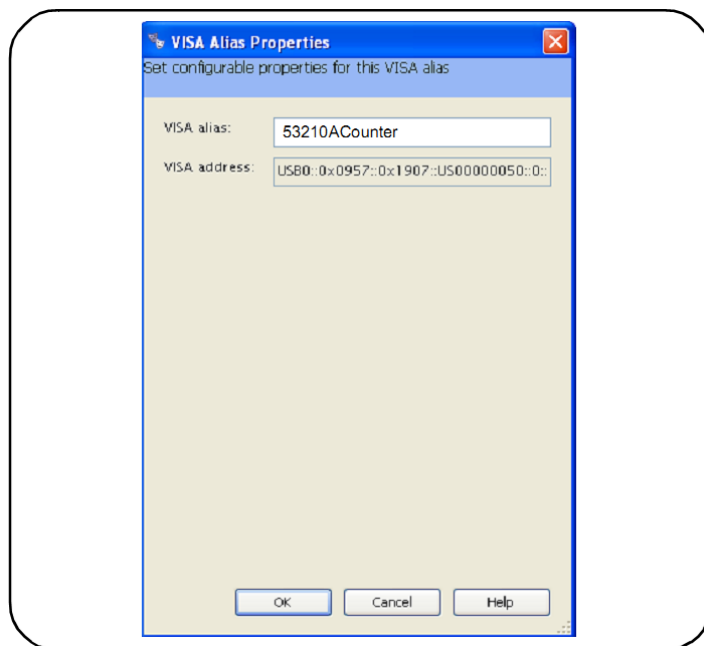 VISA Alias Properties
Set configurable properties for this VISA alias
VISA alias: 53210ACounter
VISA address: USB0::0x0957::0x1907::US00000050::0::
OK Cancel Help